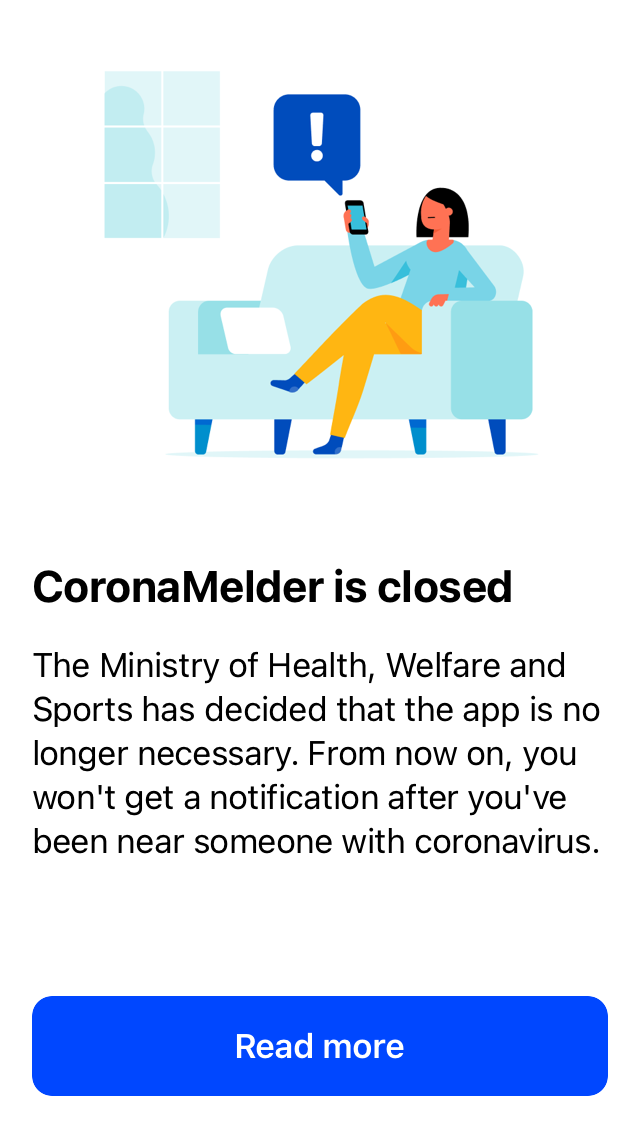 !
CoronaMelder is closed
The Ministry of Health, Welfare and
Sports has decided that the app is no
longer necessary. From now on, you
won't get a notification after you've
been near someone with coronavirus.
Read more